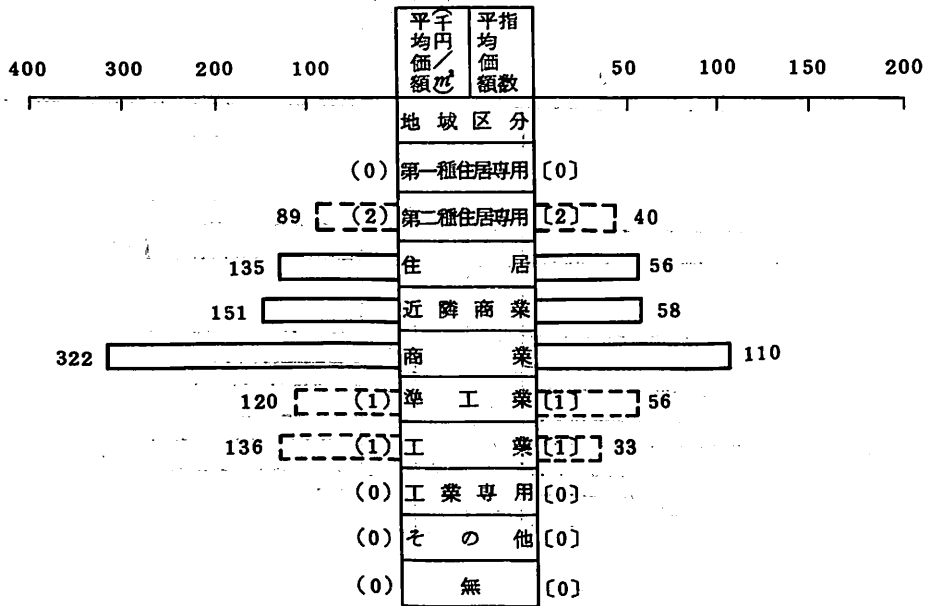 平均価額(千円/㎡) 平均価額指数
400 300 200 100 50 100 150 200
地域区分
(0) 第一種住居専用 〔0〕
89 (2) 第二種住居専用 〔2〕 40
135 住居 56
151 近隣商業 58
322 商業 110
120 (1) 準工業 〔1〕 56
136 (1) 工業 〔1〕 33
(0) 工業専用 〔0〕
(0) その他 〔0〕
(0) 無 〔0〕